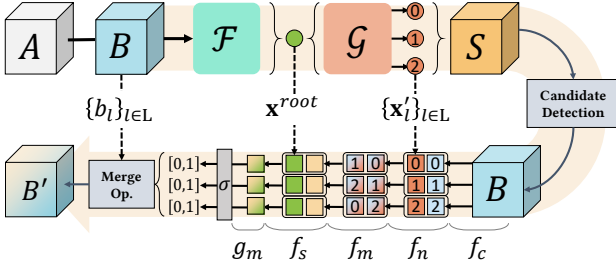 A B ℱ 𝒢 0 1 2 S
{b_l}_{l∈L} x^{root} {x'_l}_{l∈L}
Candidate
Detection
B' Merge
Op. [0,1] [0,1] [0,1] σ
1 0 0 0
2 1 1 1
0 2 2 2
B
g_m f_s f_m f_n f_c